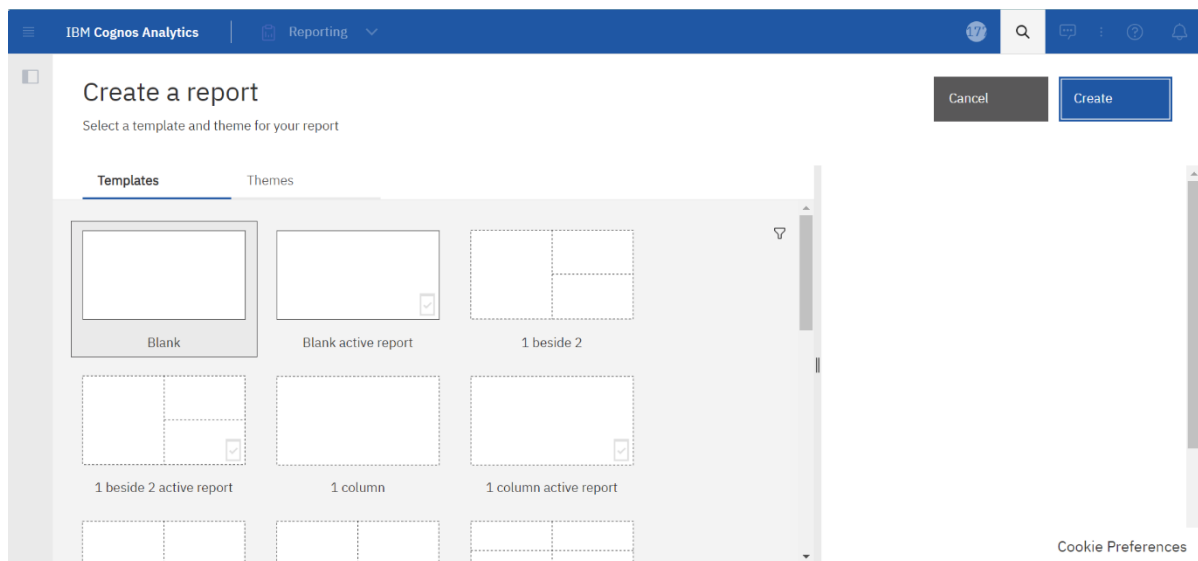 IBM Cognos Analytics
Reporting
17
Create a report
Cancel
Create
Select a template and theme for your report
Templates
Themes
Blank
Blank active report
1 beside 2
1 beside 2 active report
1 column
1 column active report
Cookie Preferences